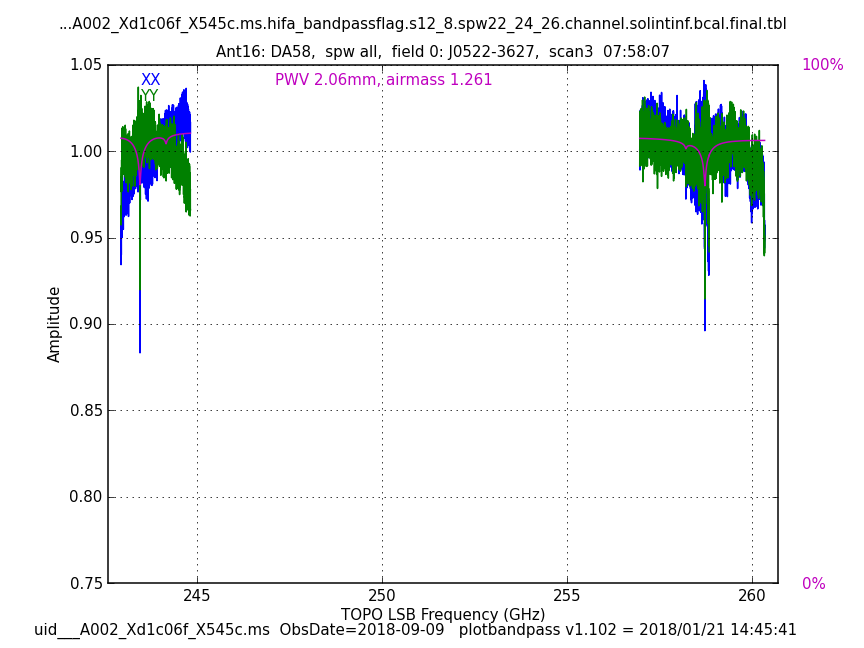 ...A002_Xd1c06f_X545c.ms.hifa_bandpassflag.s12_8.spw22_24_26.channel.solintinf.bcal.final.tbl
Ant16: DA58,  spw all,  field 0: J0522-3627,  scan3  07:58:07
1.05
100%
XX
PWV 2.06mm, airmass 1.261
YY
1.00
0.95
0.90
Amplitude
0.85
0.80
0.75
0%
245
250
255
260
TOPO LSB Frequency (GHz)
uid___A002_Xd1c06f_X545c.ms  ObsDate=2018-09-09   plotbandpass v1.102 = 2018/01/21 14:45:41